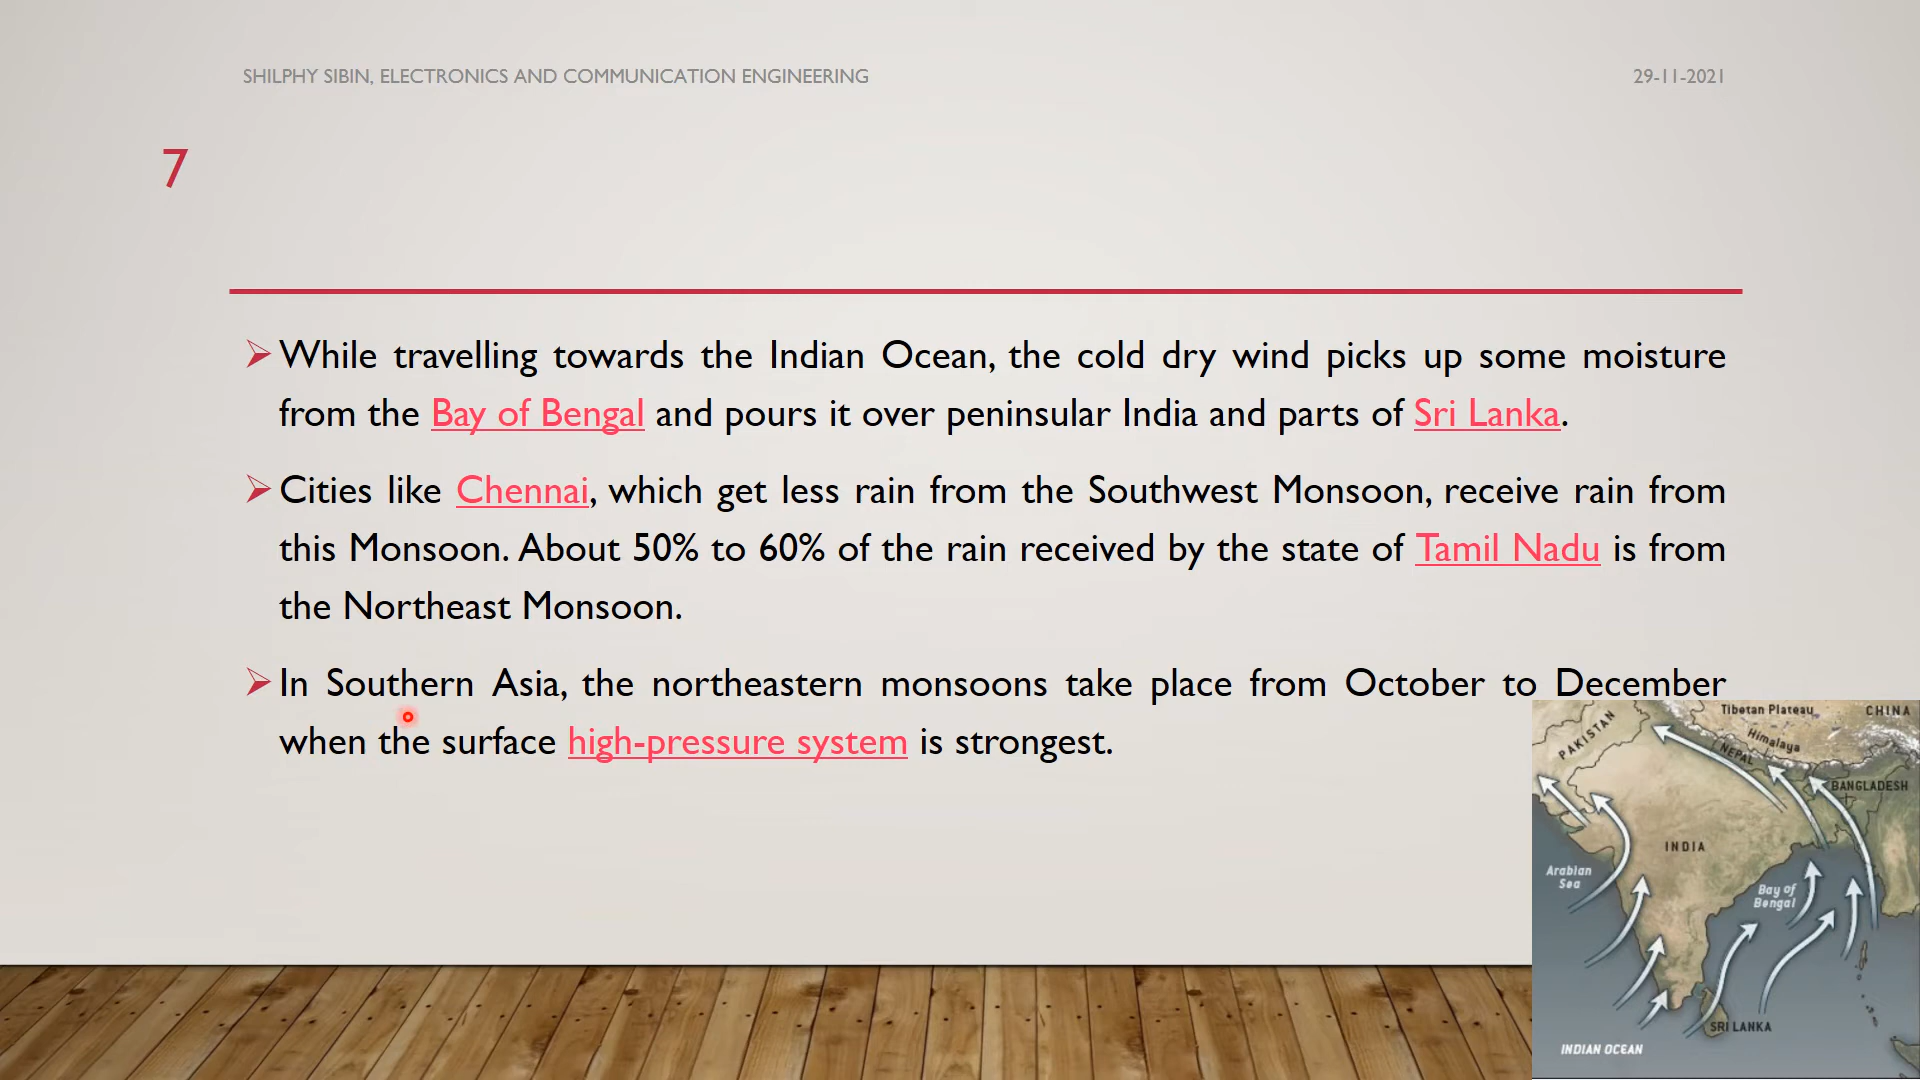 SHILPHY SIBIN, ELECTRONICS AND COMMUNICATION ENGINEERING
29-11-2021
7
While travelling towards the Indian Ocean, the cold dry wind picks up some moisture
from the Bay of Bengal and pours it over peninsular India and parts of Sri Lanka.
Cities like Chennai, which get less rain from the Southwest Monsoon, receive rain from
this Monsoon. About 50% to 60% of the rain received by the state of Tamil Nadu is from
the Northeast Monsoon.
In Southern Asia, the northeastern monsoons take place from October to December
when the surface high-pressure system is strongest.
Tibetan Plateau
CHINA
PAKISTAN
Himalaya
NEPAL
BANGLADESH
INDIA
Arabian
Sea
Bay of
Bengal
SRI LANKA
INDIAN OCEAN